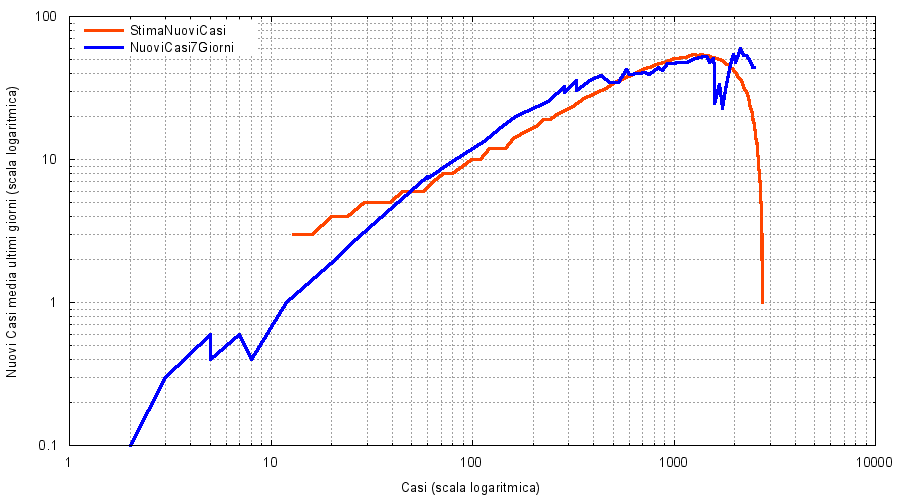 100
StimaNuoviCasi
NuoviCasi7Giorni
10
1
0.1
Nuovi Casi media ultimi giorni (scala logaritmica)
1
10
100
1000
10000
Casi (scala logaritmica)